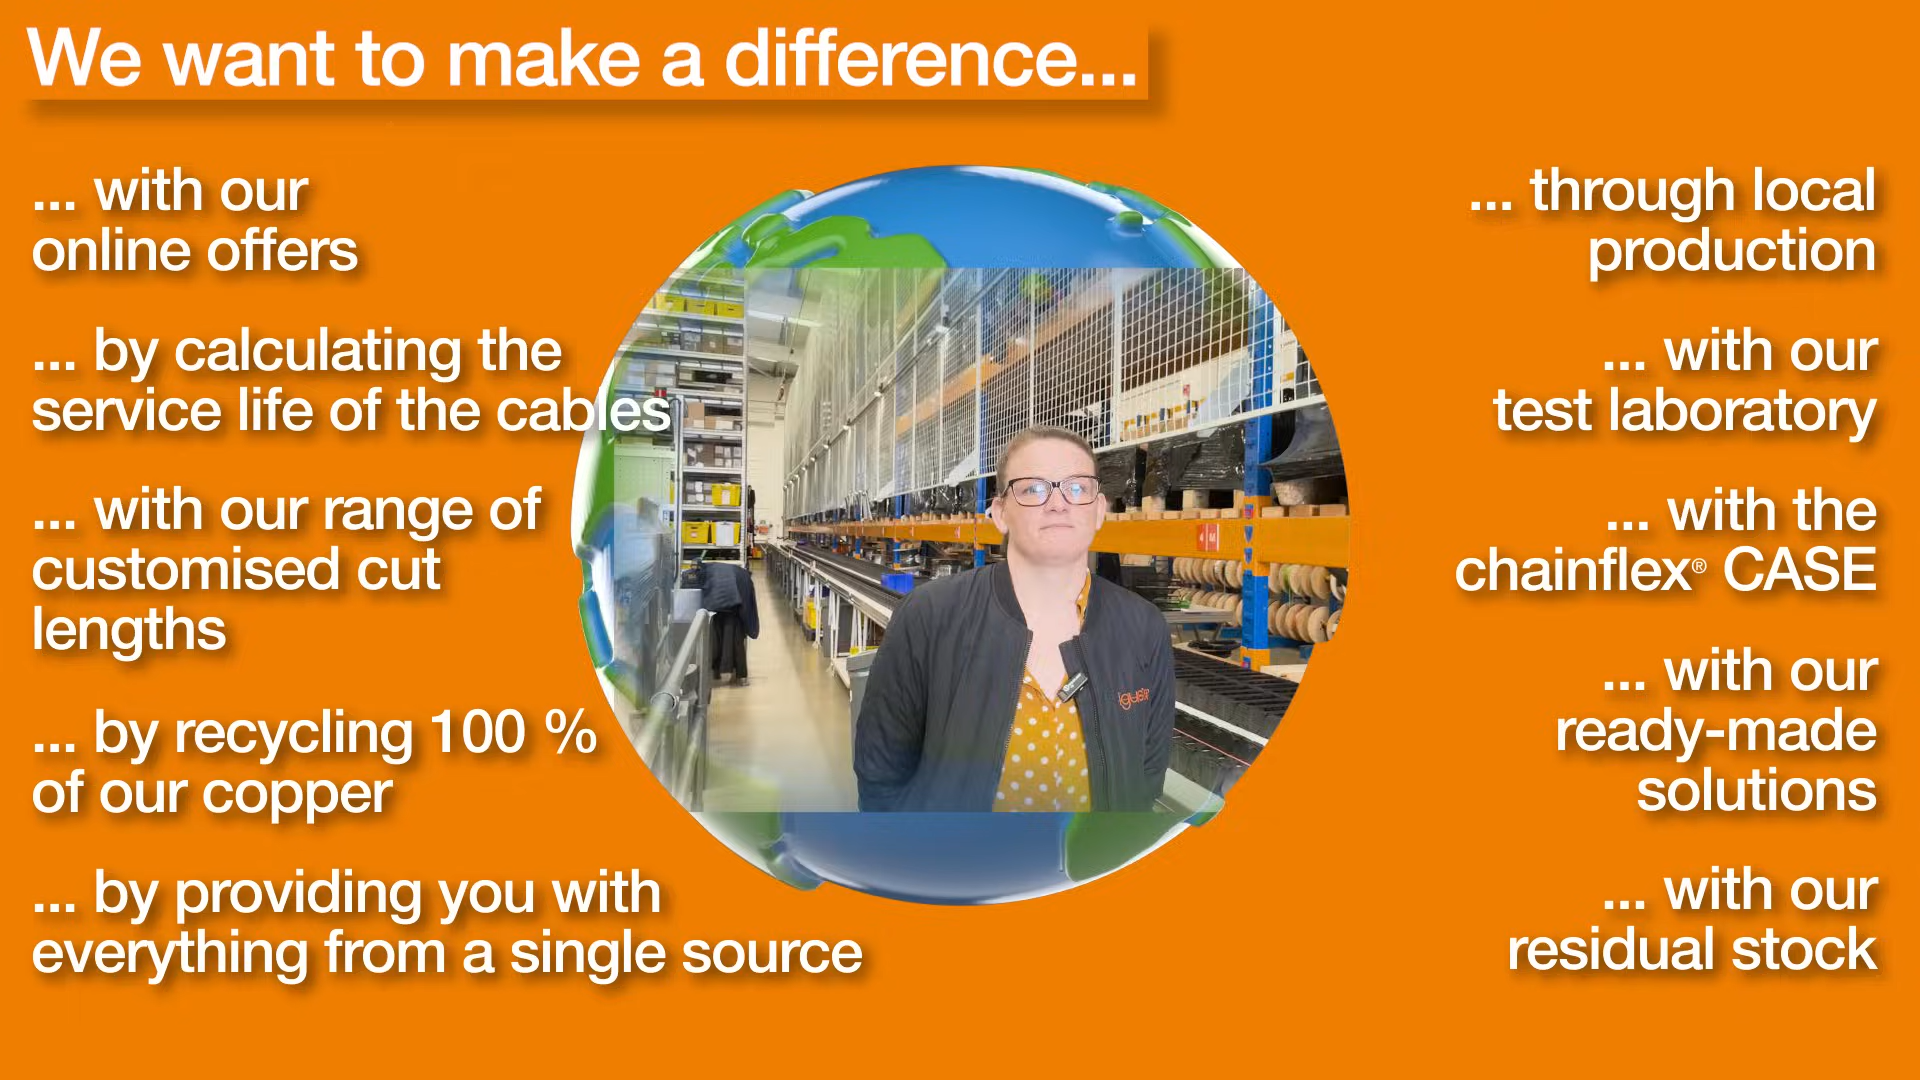 We want to make a difference...
... with our
online offers
... by calculating the
service life of the cables
... with our range of
customised cut
lengths
... by recycling 100 %
of our copper
... by providing you with
everything from a single source
... through local
production
... with our
test laboratory
... with the
chainflex® CASE
... with our
ready-made
solutions
... with our
residual stock
igus®